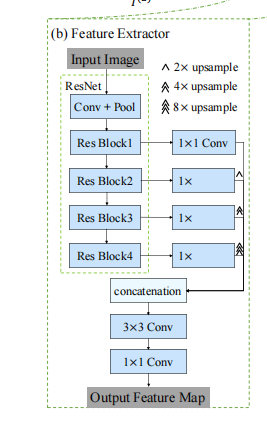 (b) Feature Extractor
Input Image
2× upsample
ResNet
4× upsample
Conv + Pool
8× upsample
Res Block1
1×1 Conv
Res Block2
1×
Res Block3
1×
Res Block4
1×
concatenation
3×3 Conv
1×1 Conv
Output Feature Map